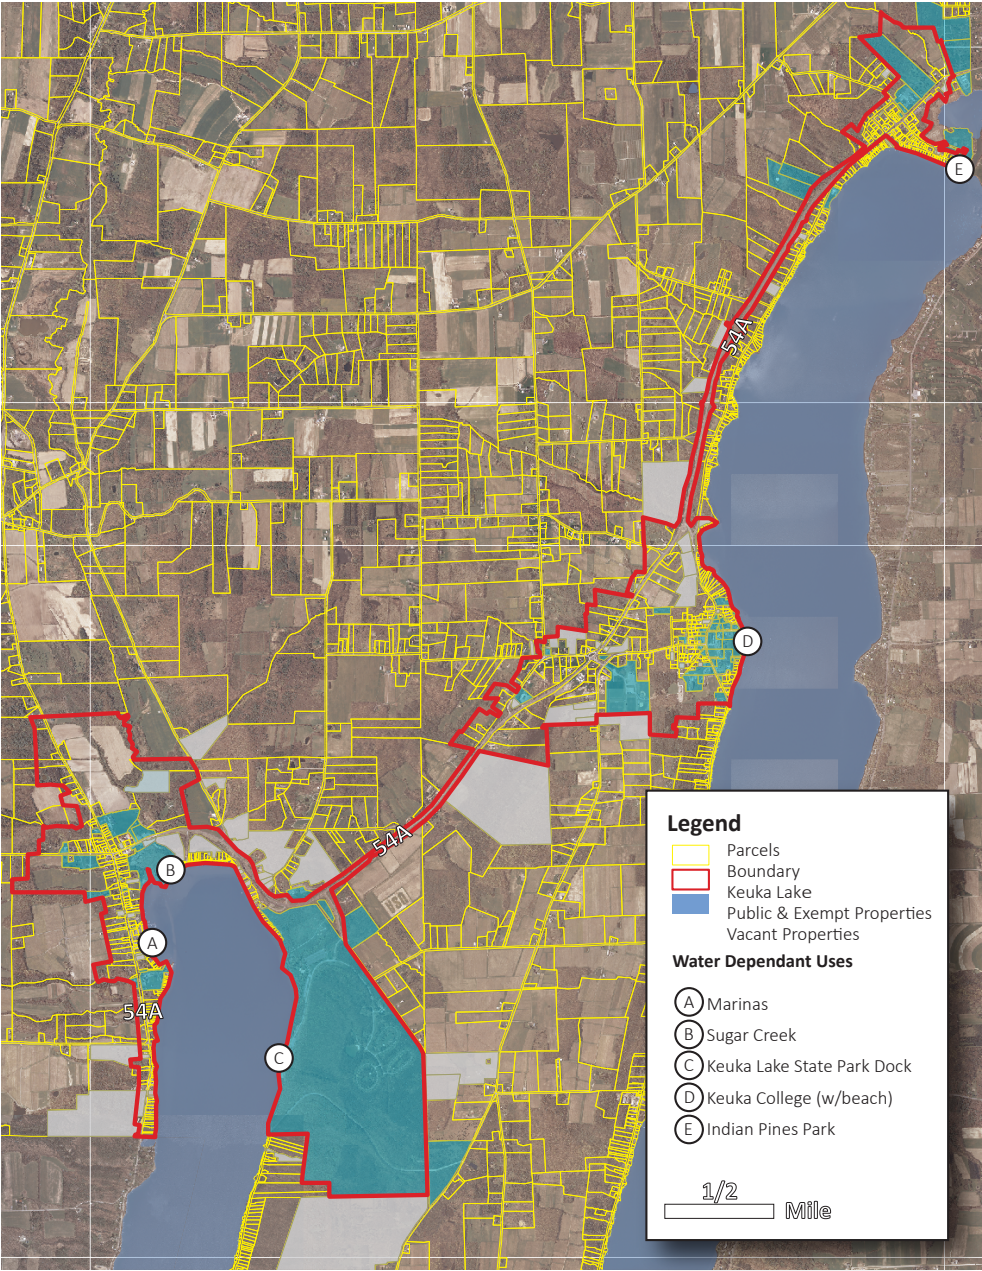 E
54A
D
54A
B
A
54A
C
Legend
Parcels
Boundary
Keuka Lake
Public & Exempt Properties
Vacant Properties
Water Dependant Uses
A Marinas
B Sugar Creek
C Keuka Lake State Park Dock
D Keuka College (w/beach)
E Indian Pines Park
1/2 Mile